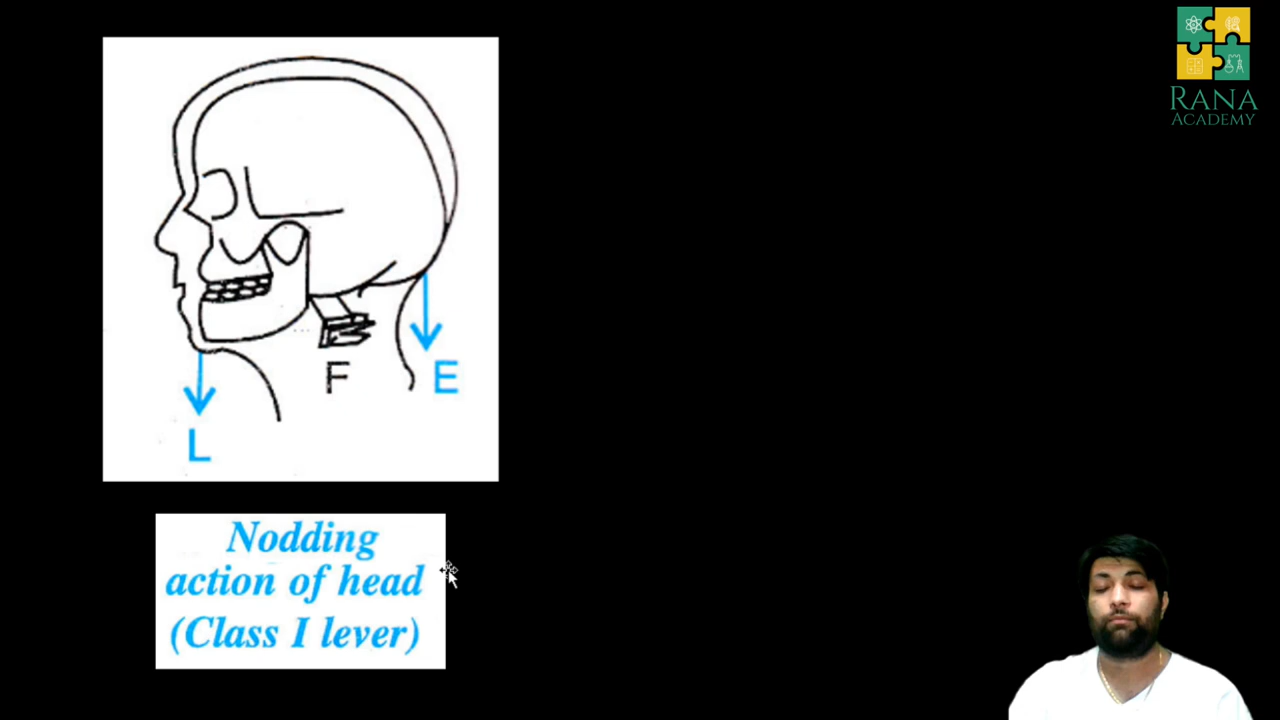 RANA
ACADEMY
F
E
L
Nodding
action of head
(Class I lever)